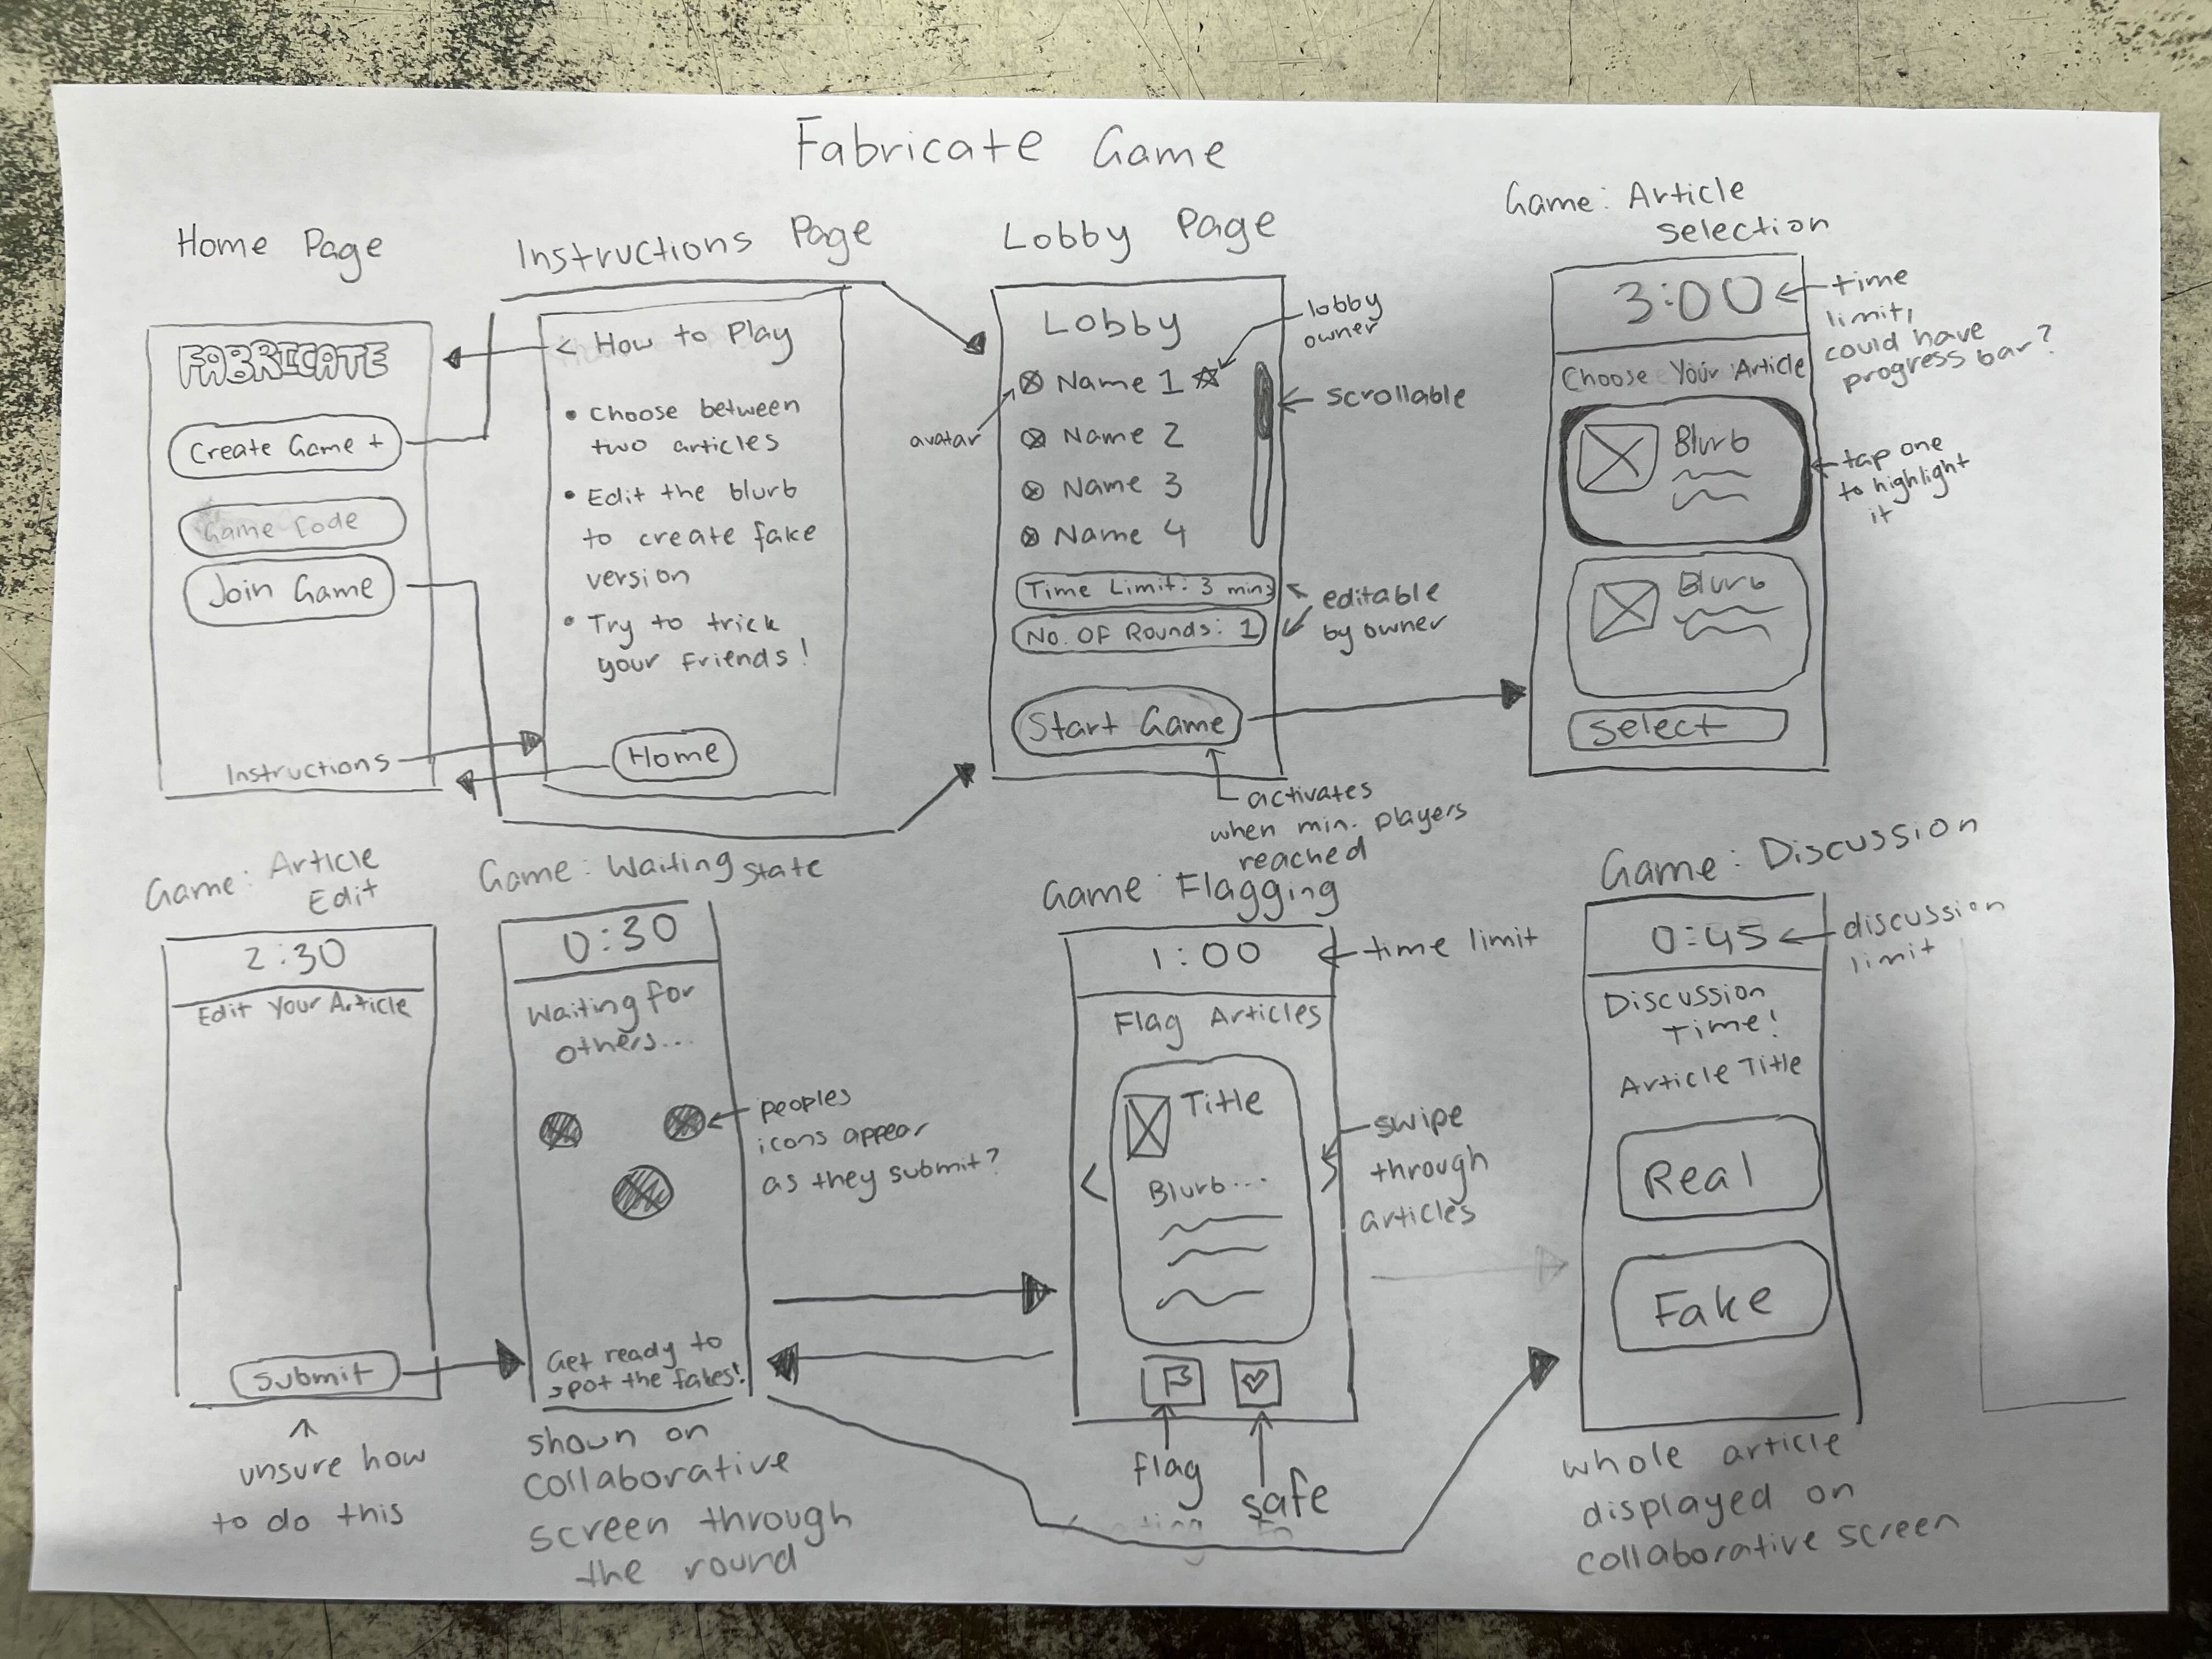 Fabricate Game
Home Page
FABRICATE
Create Game +
Game Code
Join Game
Instructions
Instructions Page
< How to Play
• Choose between
two articles
• Edit the blurb
to create fake
version
• Try to trick
your friends!
Home
Lobby Page
Lobby
Name 1
Name 2
Name 3
Name 4
avatar
lobby
owner
scrollable
Time Limit: 3 min
No. OF Rounds: 1
editable
by owner
Start Game
activates
when min. players
reached
Game: Article
Selection
3:00
time
limit,
could have
progress bar?
Choose Your Article
Blurb
tap one
to highlight
it
Blurb
Select
Game: Article
Edit
2:30
Edit Your Article
Submit
unsure how
to do this
Game: Waiting State
0:30
Waiting for
others...
peoples
icons appear
as they submit?
Get ready to
spot the fakes!
shown on
collaborative
screen through
the round
Game: Flagging
1:00
time limit
Flag Articles
Title
Blurb...
<
>
swipe
through
articles
flag
safe
Game: Discussion
0:45
discussion
limit
Discussion
Time!
Article Title
Real
Fake
whole article
displayed on
collaborative screen